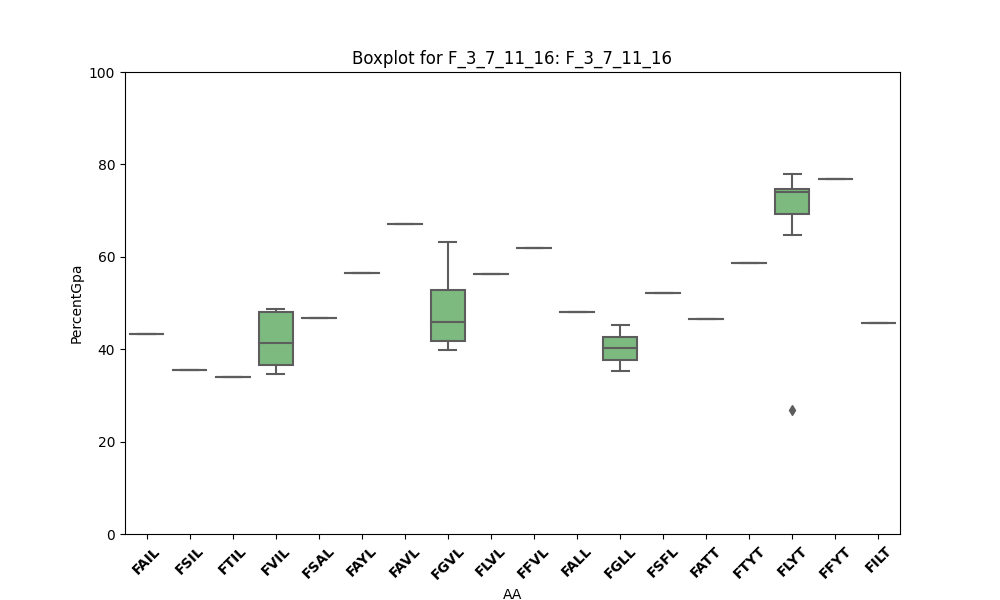 Boxplot for F_3_7_11_16: F_3_7_11_16
PercentGpa
100
80
60
40
20
0
FAIL FSIL FTIL FVIL FSAL FAYL FAVL FGVL FLVL FFVL FALL FGLL FSFL FATT FTYT FLYT FFYT FILT
AA